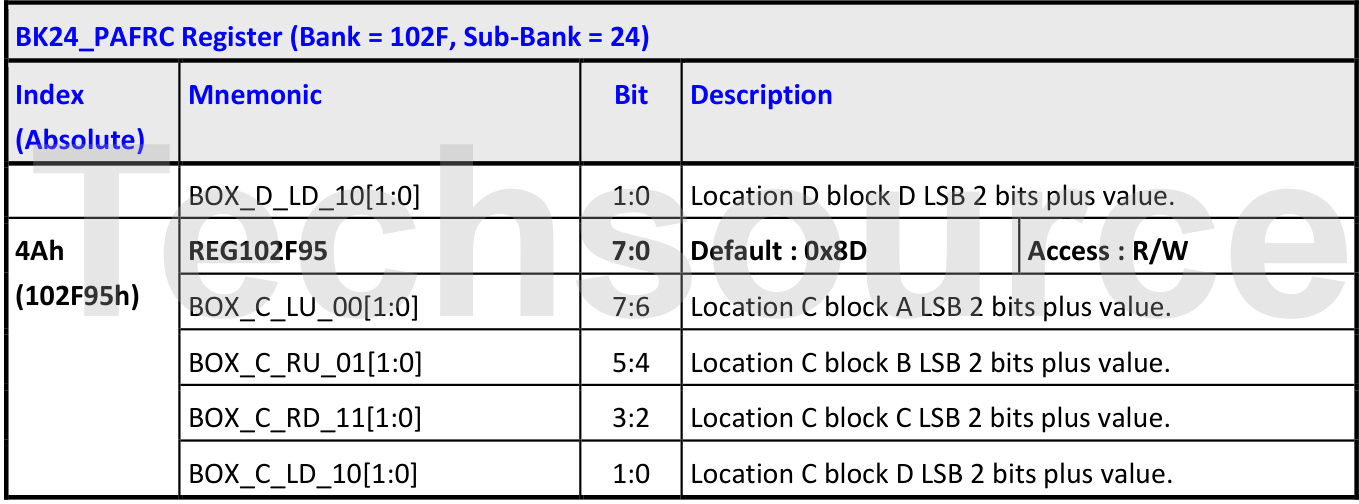 BK24_PAFRC Register (Bank = 102F, Sub-Bank = 24)
Index (Absolute) Mnemonic Bit Description
BOX_D_LD_10[1:0] 1:0 Location D block D LSB 2 bits plus value.
4Ah (102F95h) REG102F95 7:0 Default : 0x8D Access : R/W
BOX_C_LU_00[1:0] 7:6 Location C block A LSB 2 bits plus value.
BOX_C_RU_01[1:0] 5:4 Location C block B LSB 2 bits plus value.
BOX_C_RD_11[1:0] 3:2 Location C block C LSB 2 bits plus value.
BOX_C_LD_10[1:0] 1:0 Location C block D LSB 2 bits plus value.
Techsource